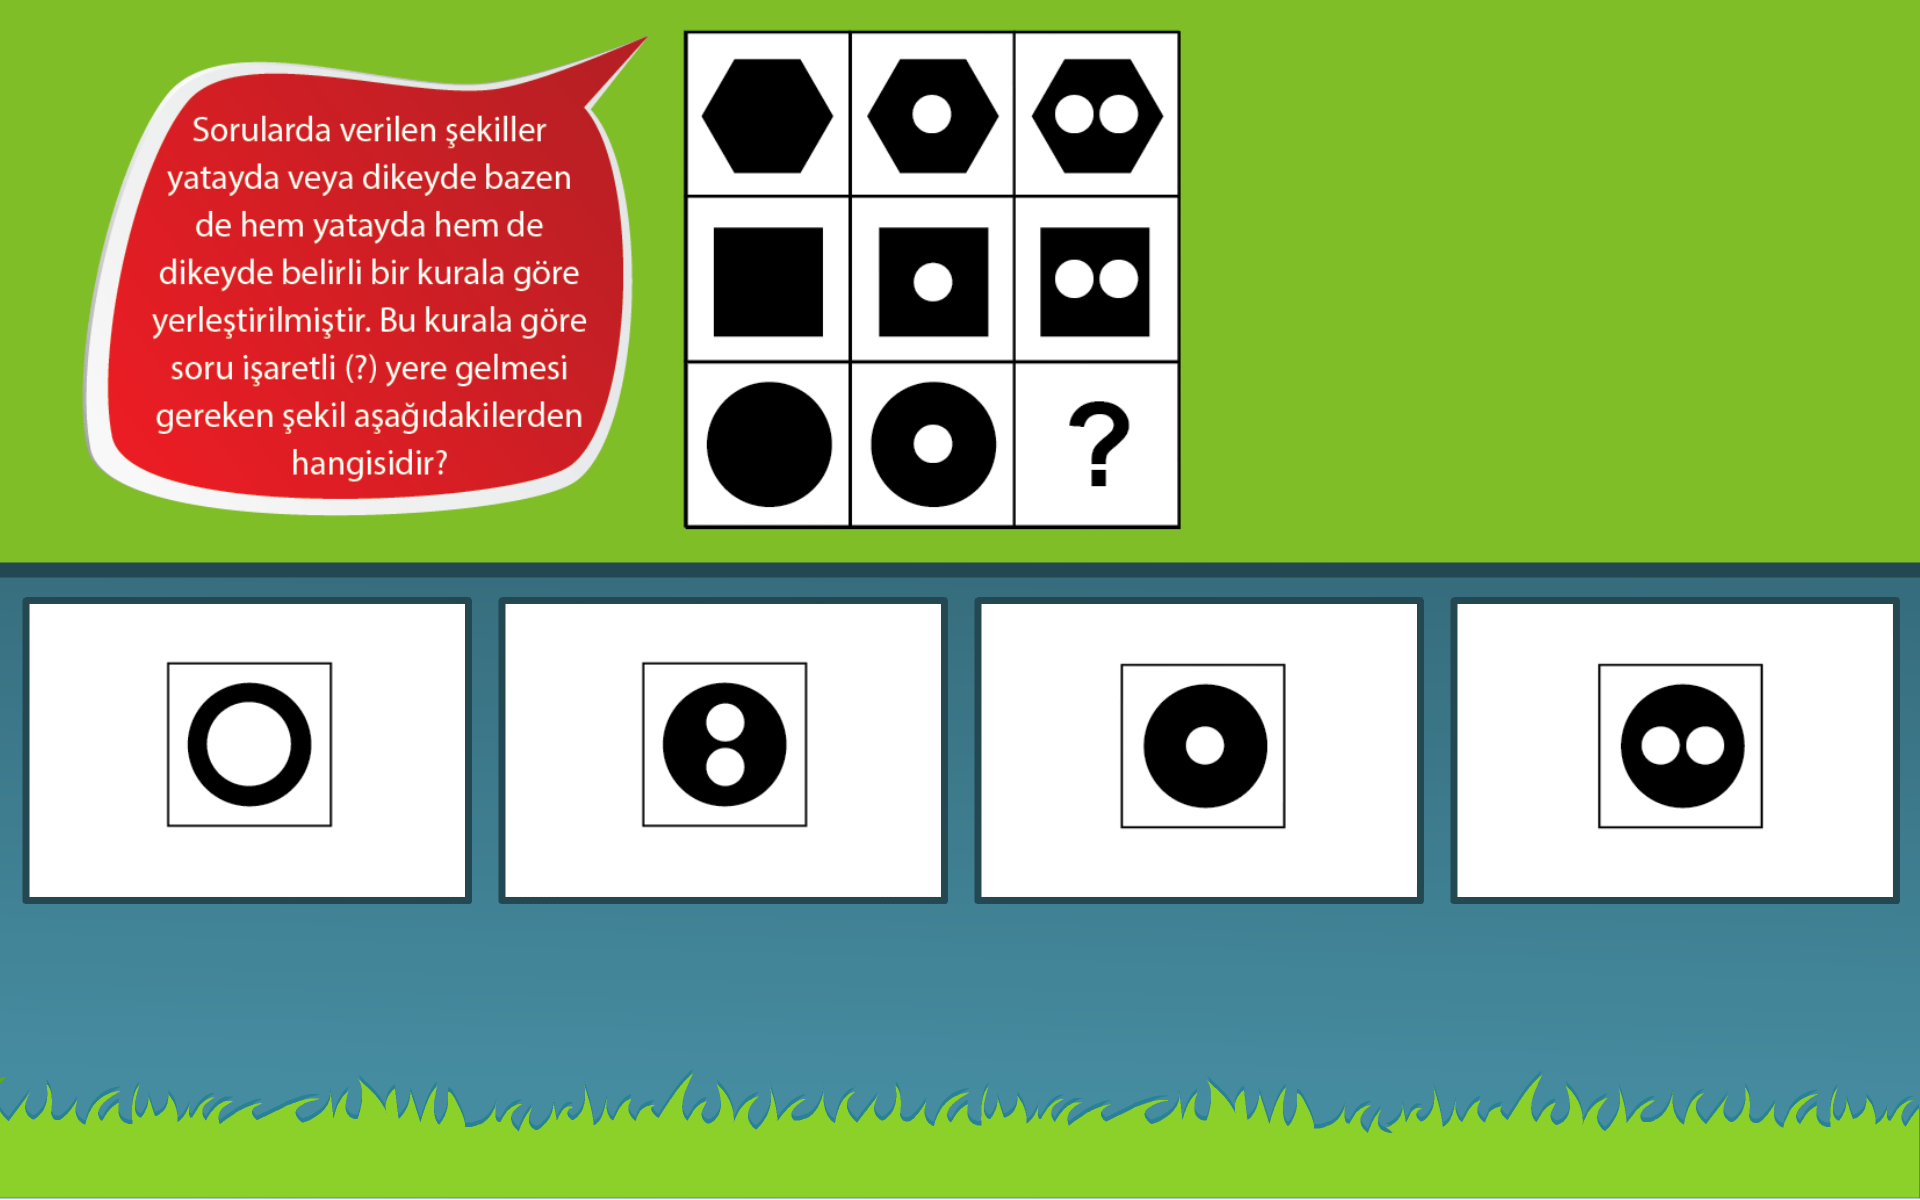 Sorularda verilen şekiller
yatayda veya dikeyde bazen
de hem yatayda hem de
dikeyde belirli bir kurala göre
yerleştirilmiştir. Bu kurala göre
soru işaretli (?) yere gelmesi
gereken şekil aşağıdakilerden
hangisidir?
?